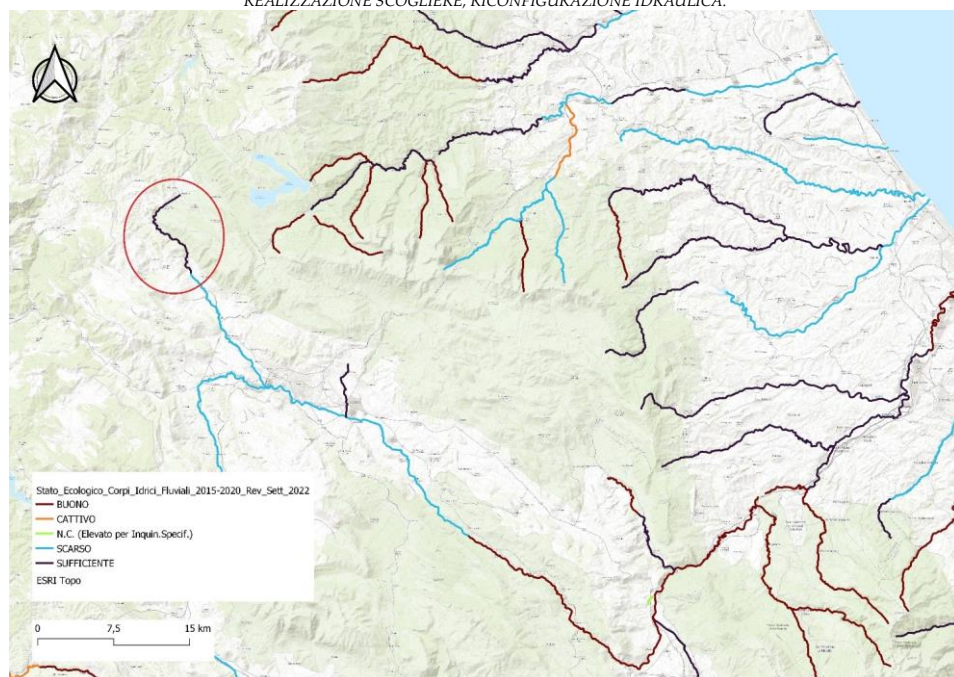 REALIZZAZIONE SCOGLIERE, RICONFIGURAZIONE IDRAULICA.
Stato_Ecologico_Corpi_Idrici_Fluviali_2015-2020_Rev_Sett_2022
BUONO
CATTIVO
N.C. (Elevato per Inquin.Specif.)
SCARSO
SUFFICIENTE
ESRI Topo
0 7,5 15 km